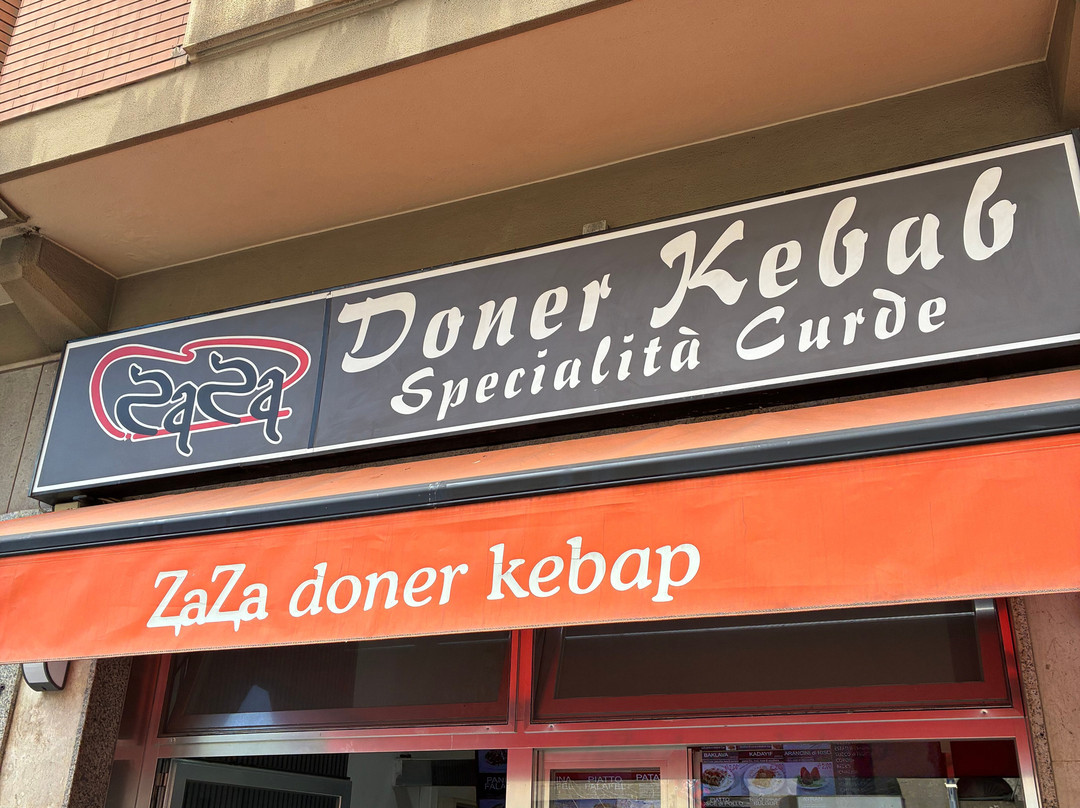 ZaZa
Doner Kebab
Specialità Curde
ZaZa doner kebap
BAKLAVA KADAYIF
PIATTO